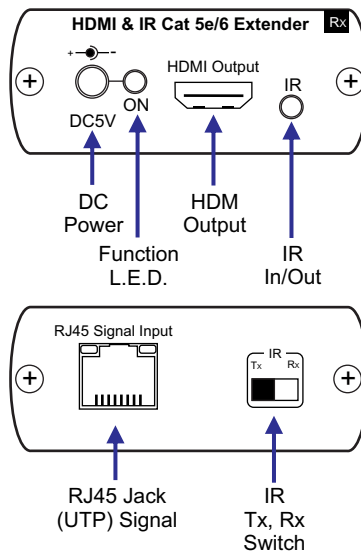 HDMI & IR Cat 5e/6 Extender Rx
+ -
HDMI Output
IR
ON
DC5V
DC
Power
HDM
Output
Function
L.E.D.
IR
In/Out
RJ45 Signal Input
IR
Tx Rx
RJ45 Jack
(UTP) Signal
IR
Tx, Rx
Switch